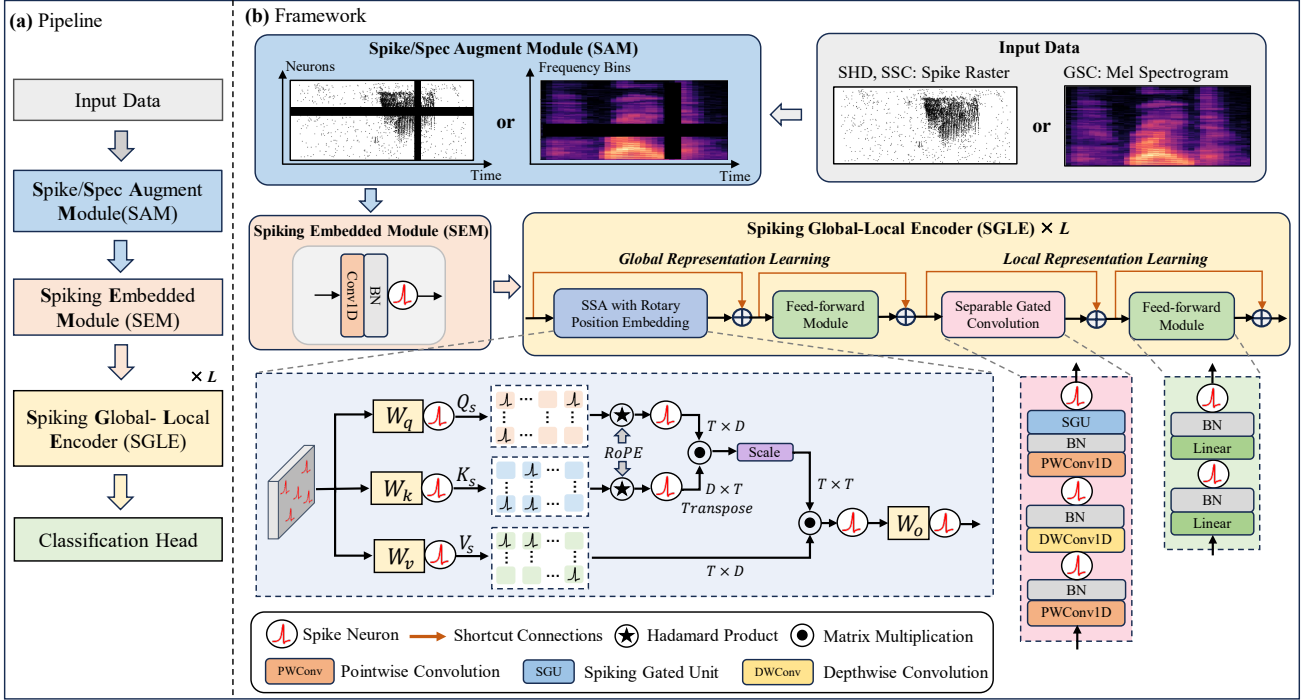 (a) Pipeline
Input Data
Spike/Spec Augment
Module(SAM)
Spiking Embedded
Module (SEM)
× L
Spiking Global- Local
Encoder (SGLE)
Classification Head
(b) Framework
Spike/Spec Augment Module (SAM)
Neurons
Time
or
Frequency Bins
Time
Input Data
SHD, SSC: Spike Raster
or
GSC: Mel Spectrogram
Spiking Embedded Module (SEM)
Conv1D
BN
Spiking Global-Local Encoder (SGLE) × L
Global Representation Learning
Local Representation Learning
SSA with Rotary
Position Embedding
Feed-forward
Module
Separable Gated
Convolution
Feed-forward
Module
W_q
Q_s
W_k
K_s
W_v
V_s
RoPE
T × D
D × T
Transpose
Scale
T × T
T × D
W_o
SGU
BN
PWConv1D
BN
DWConv1D
BN
PWConv1D
BN
Linear
BN
Linear
Spike Neuron
Shortcut Connections
Hadamard Product
Matrix Multiplication
PWConv
Pointwise Convolution
SGU
Spiking Gated Unit
DWConv
Depthwise Convolution